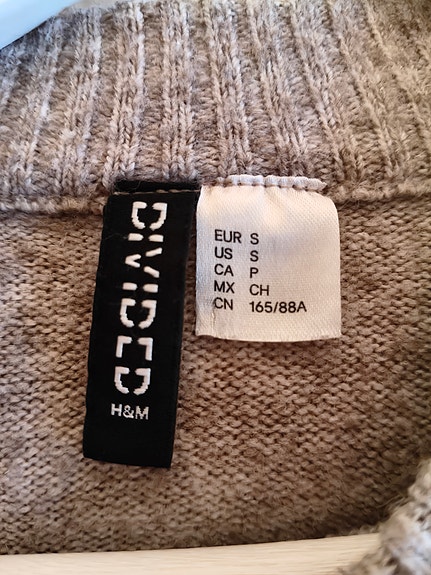 DIVIDED
H&M
EUR S
US S
CA P
MX CH
CN 165/88A